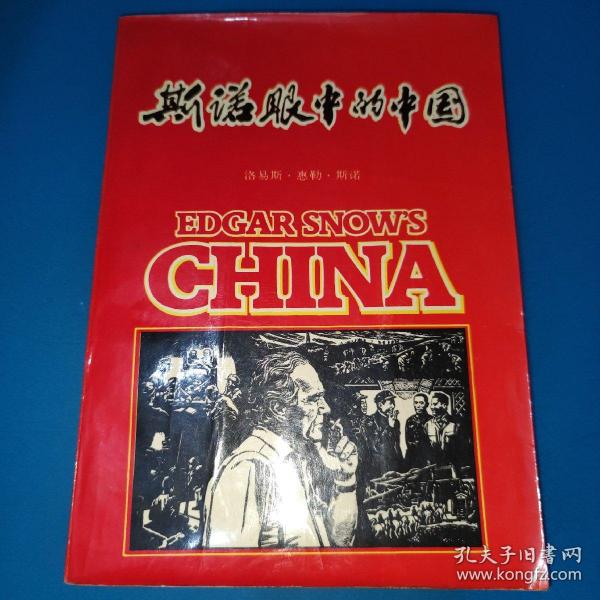 斯诺眼中的中国
洛易斯·惠勒·斯诺
EDGAR SNOW'S
CHINA
孔夫子旧書网
www.kongfz.com